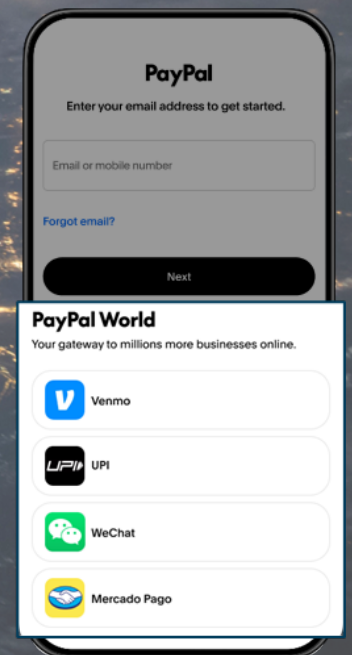 PayPal
Enter your email address to get started.
Email or mobile number
Forgot email?
Next
PayPal World
Your gateway to millions more businesses online.
V Venmo
UPI UPI
WeChat
Mercado Pago